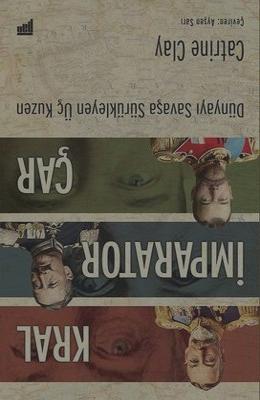 KRAL
İMPARATOR
ÇAR
Dünyayı Savaşa Sürükleyen Üç Kuzen
Catrine Clay
Çeviren: Ayşen Sarı